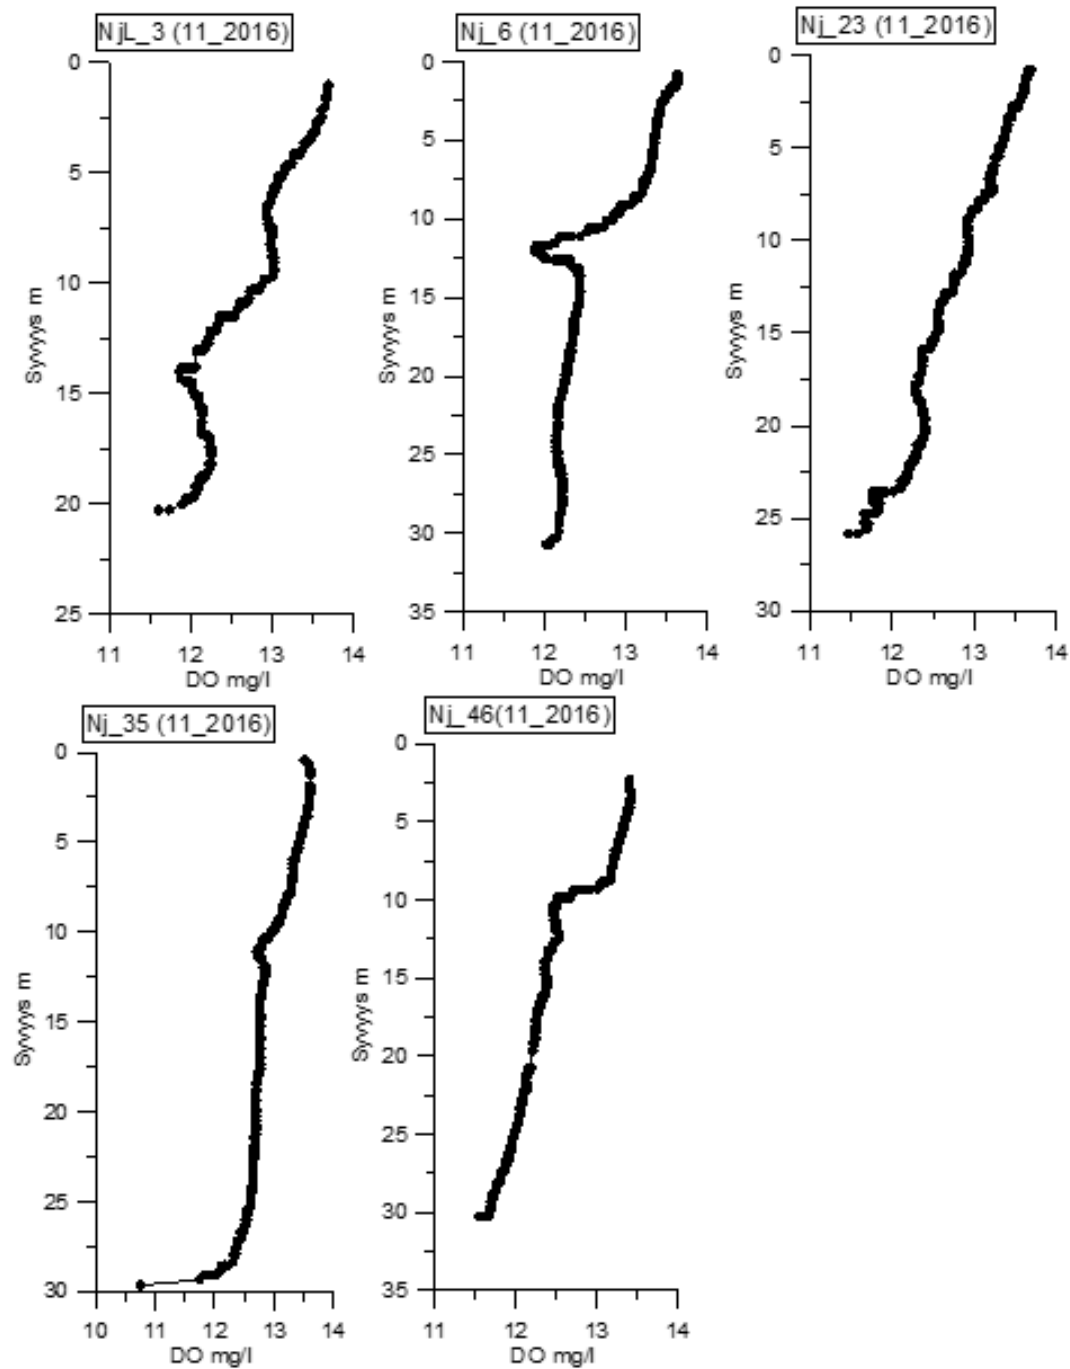 NjL_3 (11_2016)
0
5
10
15
20
25
Syvyys m
11 12 13 14
DO mg/l
Nj_6 (11_2016)
0
5
10
15
20
25
30
35
Syvyys m
11 12 13 14
DO mg/l
Nj_23 (11_2016)
0
5
10
15
20
25
30
Syvyys m
11 12 13 14
DO mg/l
Nj_35 (11_2016)
0
5
10
15
20
25
30
Syvyys m
10 11 12 13 14
DO mg/l
Nj_46(11_2016)
0
5
10
15
20
25
30
35
Syvyys m
11 12 13 14
DO mg/l